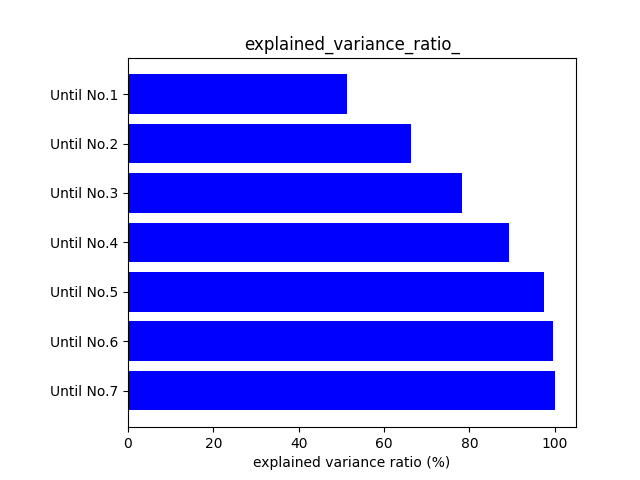 explained_variance_ratio_
Until No.1
Until No.2
Until No.3
Until No.4
Until No.5
Until No.6
Until No.7
0 20 40 60 80 100
explained variance ratio (%)